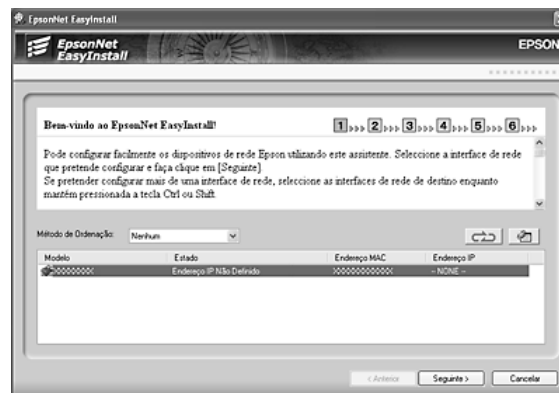 EpsonNet EasyInstall
EpsonNet
EasyInstall
EPSON
Bem-vindo ao EpsonNet EasyInstall!
1 >>> 2 >>> 3 >>> 4 >>> 5 >>> 6 >>>
Pode configurar facilmente os dispositivos de rede Epson utilizando este assistente. Seleccione a interface de rede
que pretende configurar e faça clique em [Seguinte]
Se pretender configurar mais de uma interface de rede, seleccione as interfaces de rede de destino enquanto
mantém pressionada a tecla Ctrl ou Shift.
Método de Ordenação: Nenhum
Modelo Estado Endereço MAC Endereço IP
XXXXXXXX Endereço IP Não Definido XXXXXXXXXXXX -- NONE --
< Anterior Seguinte > Cancelar